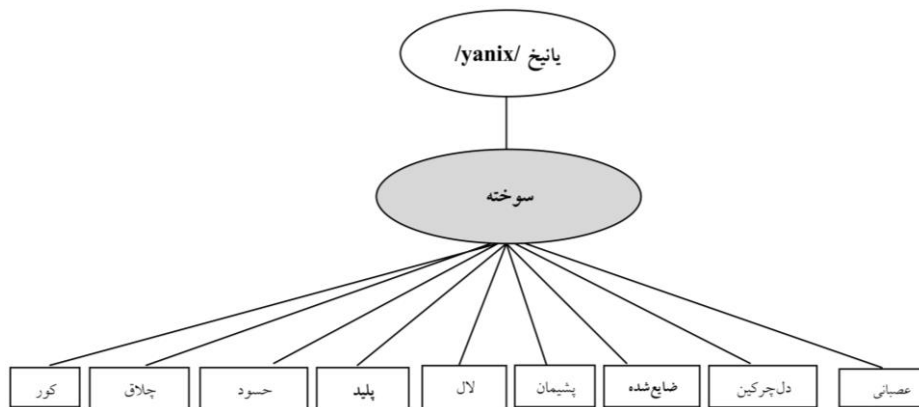 یانیخ /yanix/
سوخته
عصبانی
دل‌چرکین
ضایع‌شده
پشیمان
لال
پلید
حسود
چلاق
کور